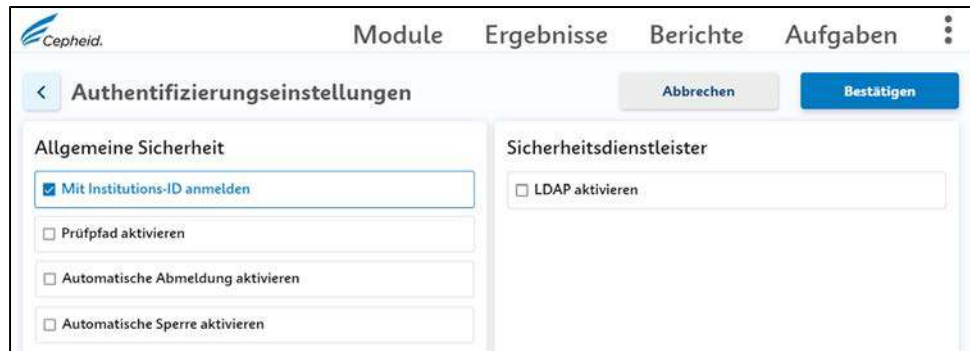 Cepheid.
Module Ergebnisse Berichte Aufgaben
Authentifizierungseinstellungen Abbrechen Bestätigen
Allgemeine Sicherheit
Mit Institutions-ID anmelden
Prüfpfad aktivieren
Automatische Abmeldung aktivieren
Automatische Sperre aktivieren
Sicherheitsdienstleister
LDAP aktivieren